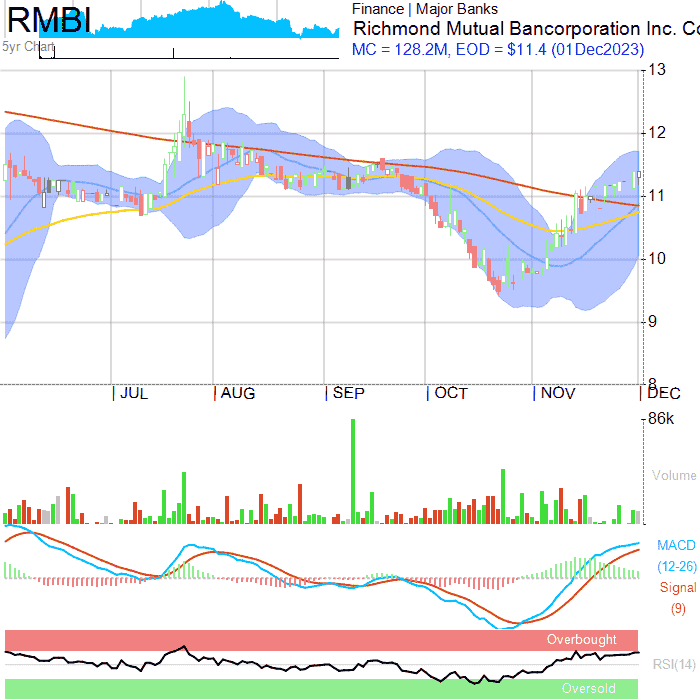 RMBI
Finance | Major Banks
Richmond Mutual Bancorporation Inc. Co
5yr Chart
MC = 128.2M, EOD = $11.4 (01Dec2023)
13
12
11
10
9
8
JUL AUG SEP OCT NOV DEC
86k
Volume
MACD
(12-26)
Signal
(9)
Overbought
RSI(14)
Oversold